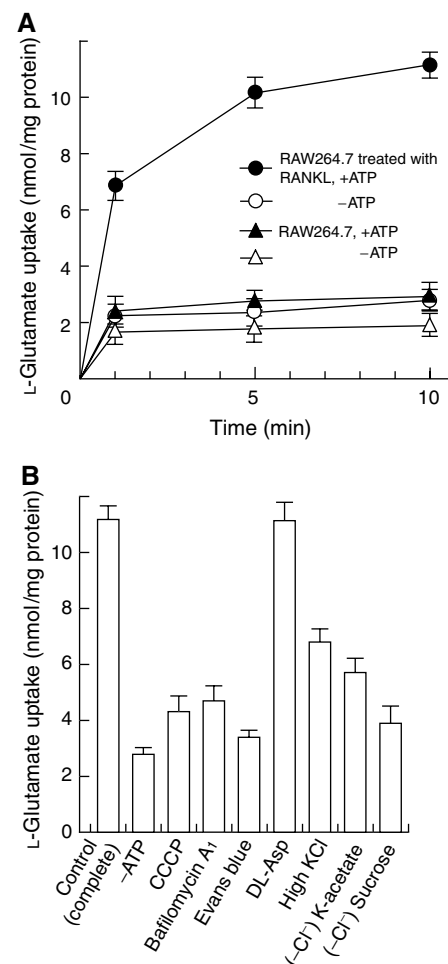 A
L-Glutamate uptake (nmol/mg protein)
10
8
6
4
2
0
5
10
Time (min)
RAW264.7 treated with
RANKL, +ATP
−ATP
RAW264.7, +ATP
−ATP
B
L-Glutamate uptake (nmol/mg protein)
10
8
6
4
2
0
Control
(complete)
−ATP
CCCP
Bafilomycin A1
Evans blue
DL-Asp
High KCl
(−Cl⁻) K-acetate
(−Cl⁻) Sucrose